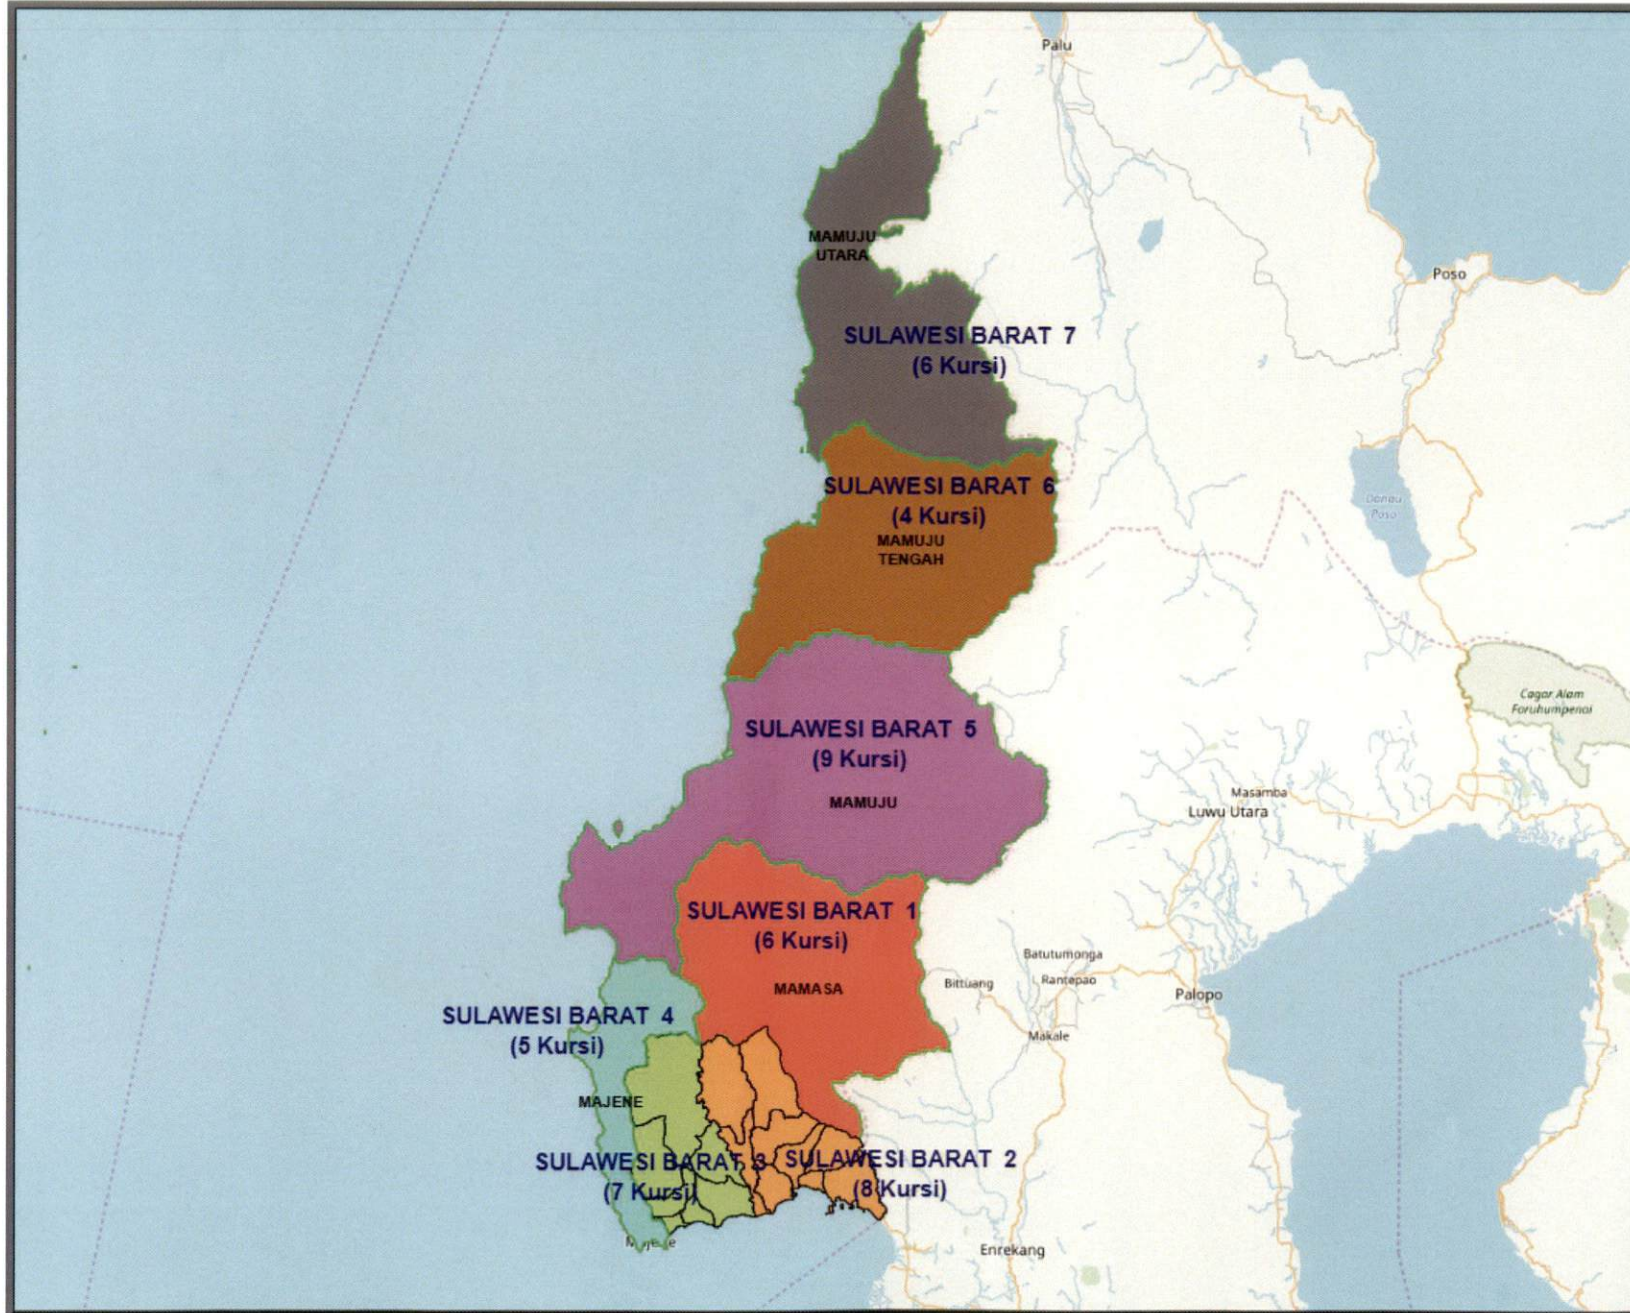 Palu
MAMUJU
UTARA
Poso
SULAWESI BARAT 7
(6 Kursi)
SULAWESI BARAT 6
(4 Kursi)
MAMUJU
TENGAH
Danau
Poso
Cagar Alam
Faruhumpenai
SULAWESI BARAT 5
(9 Kursi)
MAMUJU
Masamba
Luwu Utara
SULAWESI BARAT 1
(6 Kursi)
MAMASA
Batutumonga
Bittuang
Rantepao
Palopo
Makale
SULAWESI BARAT 4
(5 Kursi)
MAJENE
SULAWESI BARAT 3
(7 Kursi)
SULAWESI BARAT 2
(8 Kursi)
Majene
Enrekang